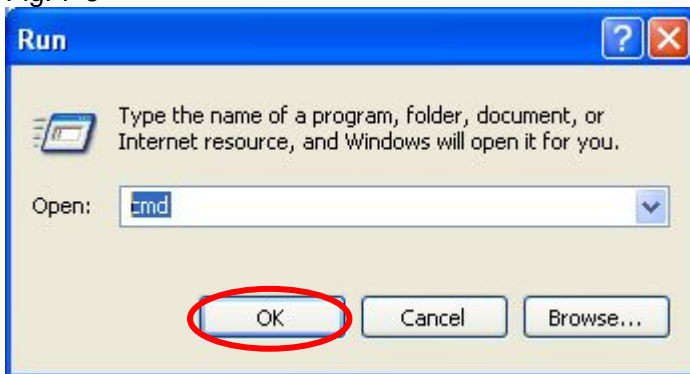 Run
Type the name of a program, folder, document, or
Internet resource, and Windows will open it for you.
Open: cmd
OK Cancel Browse...